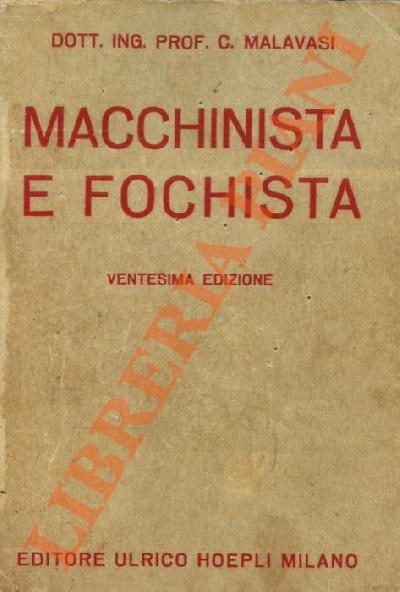 DOTT. ING. PROF. C. MALAVASI
MACCHINISTA
E FOCHISTA
VENTESIMA EDIZIONE
EDITORE ULRICO HOEPLI MILANO
LIBRERIA PIANI